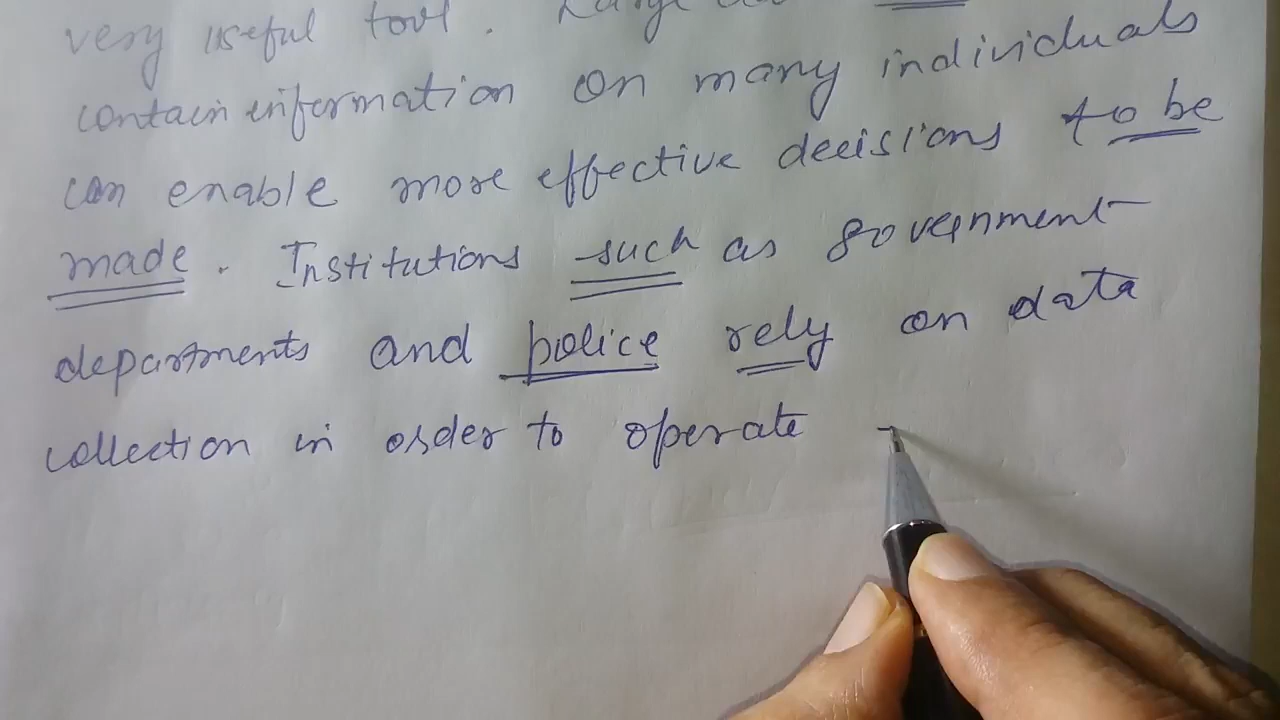 very useful tool. Large
contain information on many individuals
can enable more effective decisions to be
made. Institutions such as government
departments and police rely on data
collection in order to operate